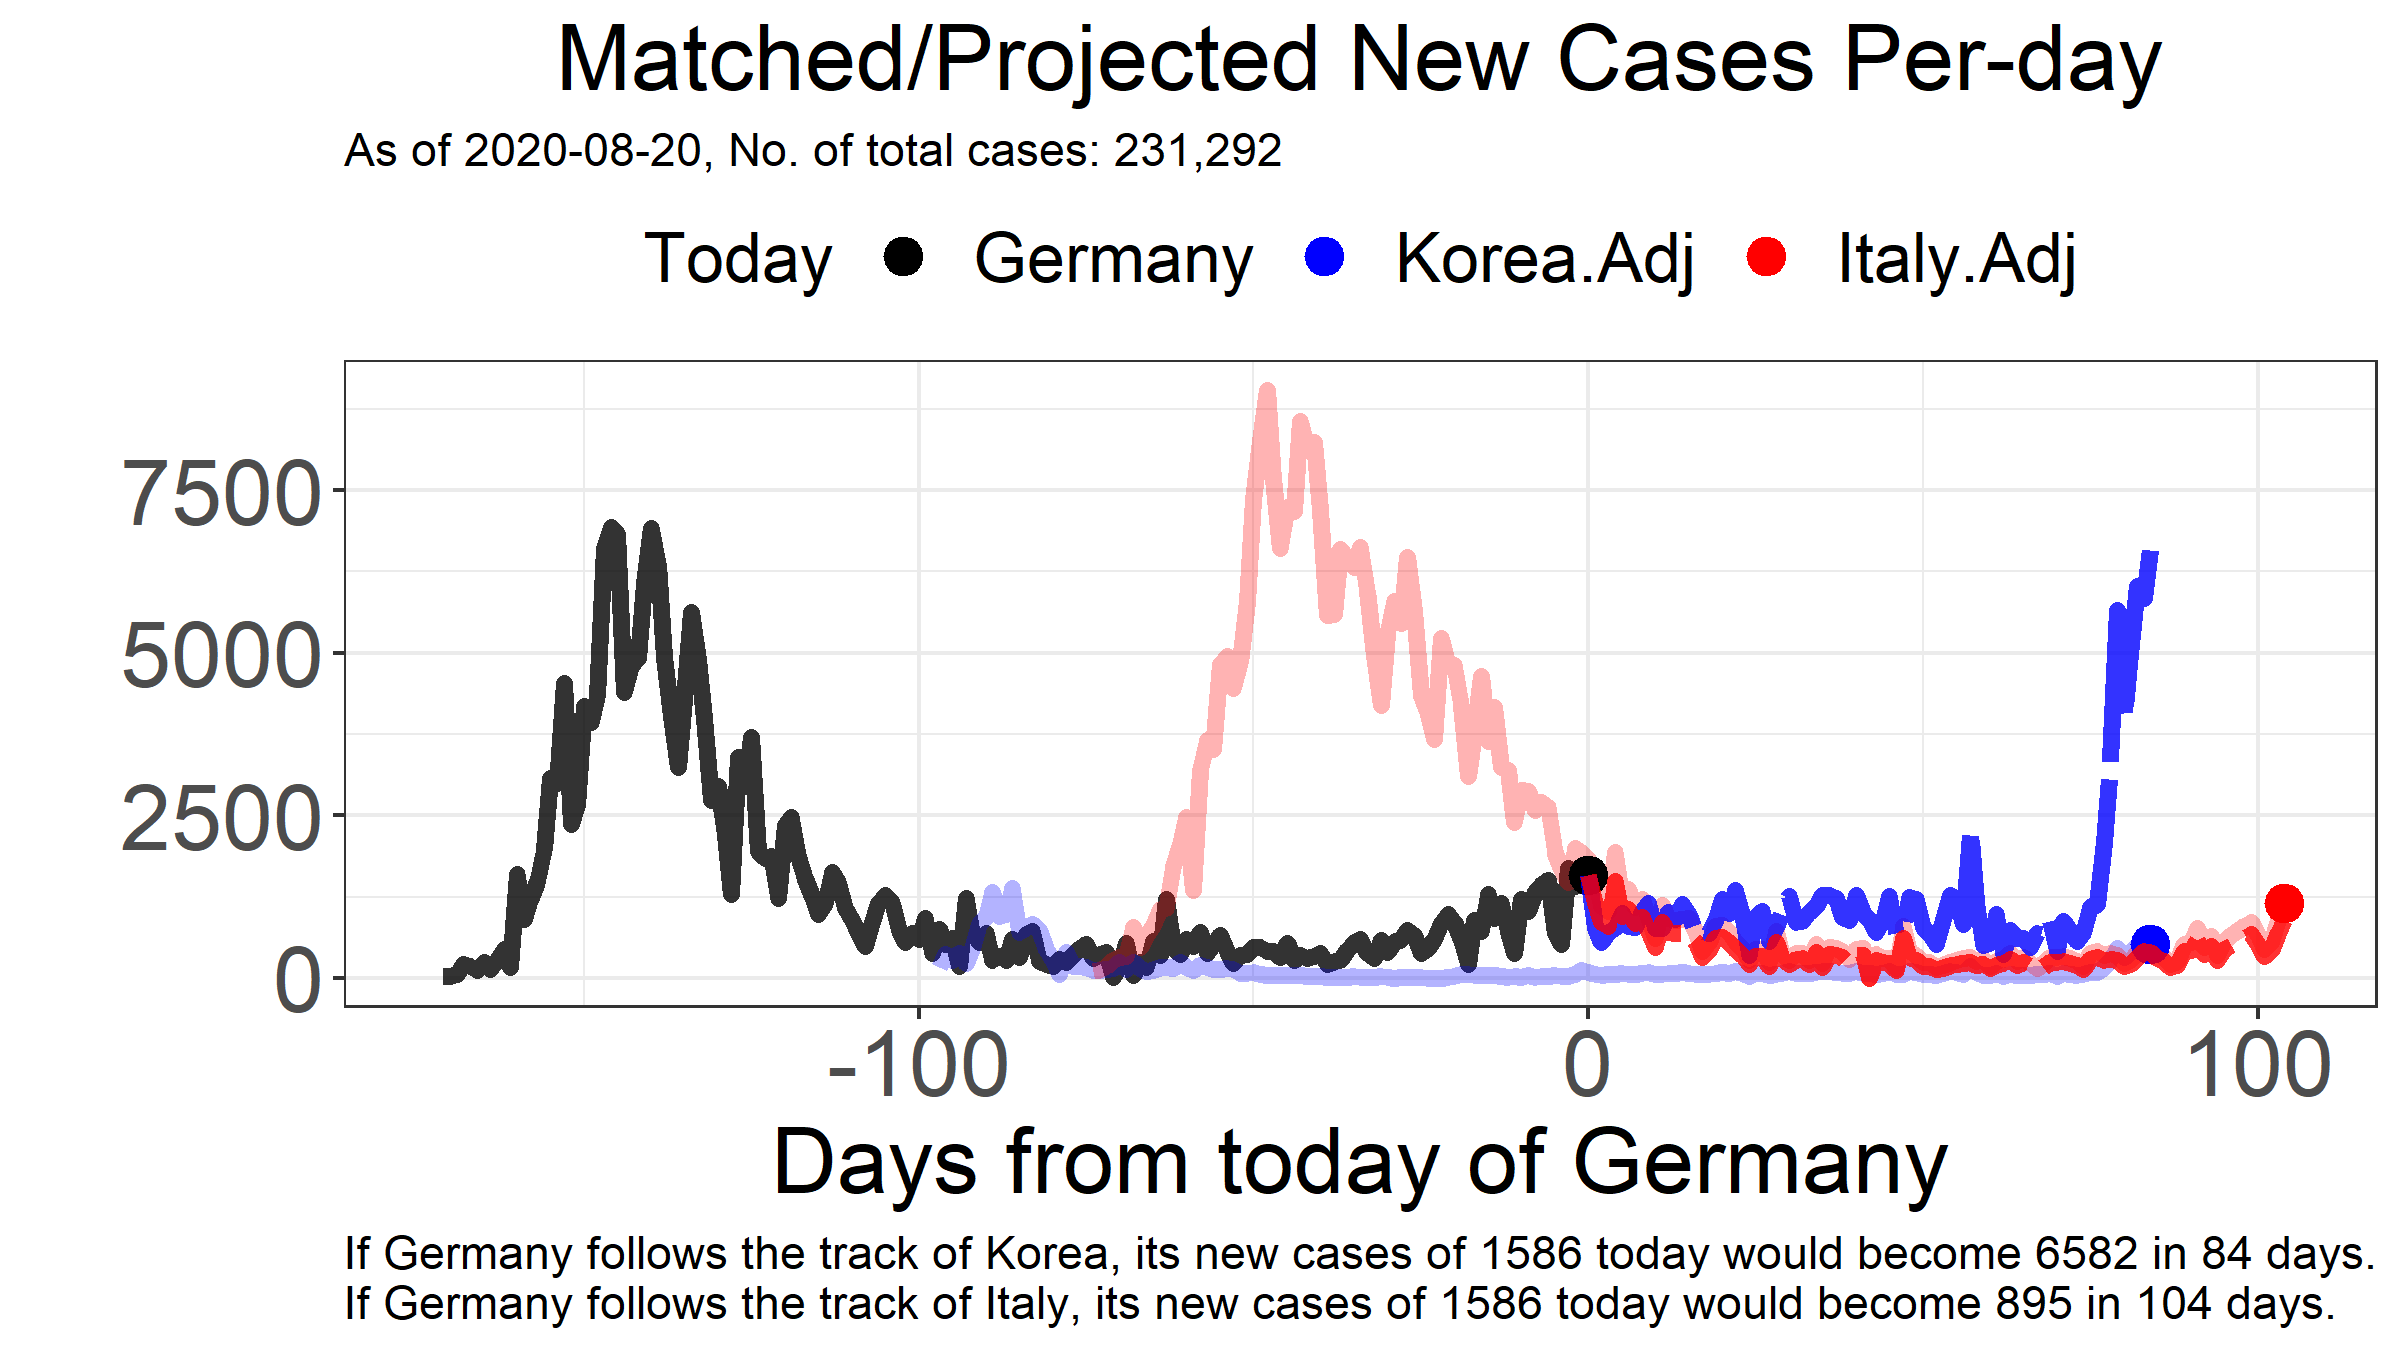 Matched/Projected New Cases Per-day
As of 2020-08-20, No. of total cases: 231,292
Today Germany Korea.Adj Italy.Adj
7500
5000
2500
0
-100 0 100
Days from today of Germany
If Germany follows the track of Korea, its new cases of 1586 today would become 6582 in 84 days.
If Germany follows the track of Italy, its new cases of 1586 today would become 895 in 104 days.